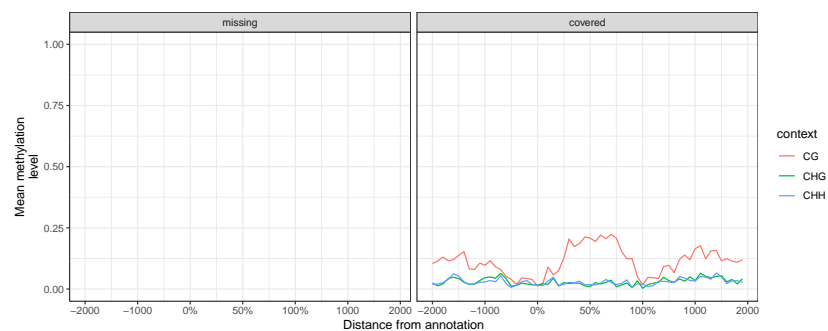 missing covered
1.00
0.75
0.50
0.25
0.00
Mean methylation
level
−2000 −1000 0% 50% 100% 1000 2000 −2000 −1000 0% 50% 100% 1000 2000
Distance from annotation
context
CG
CHG
CHH